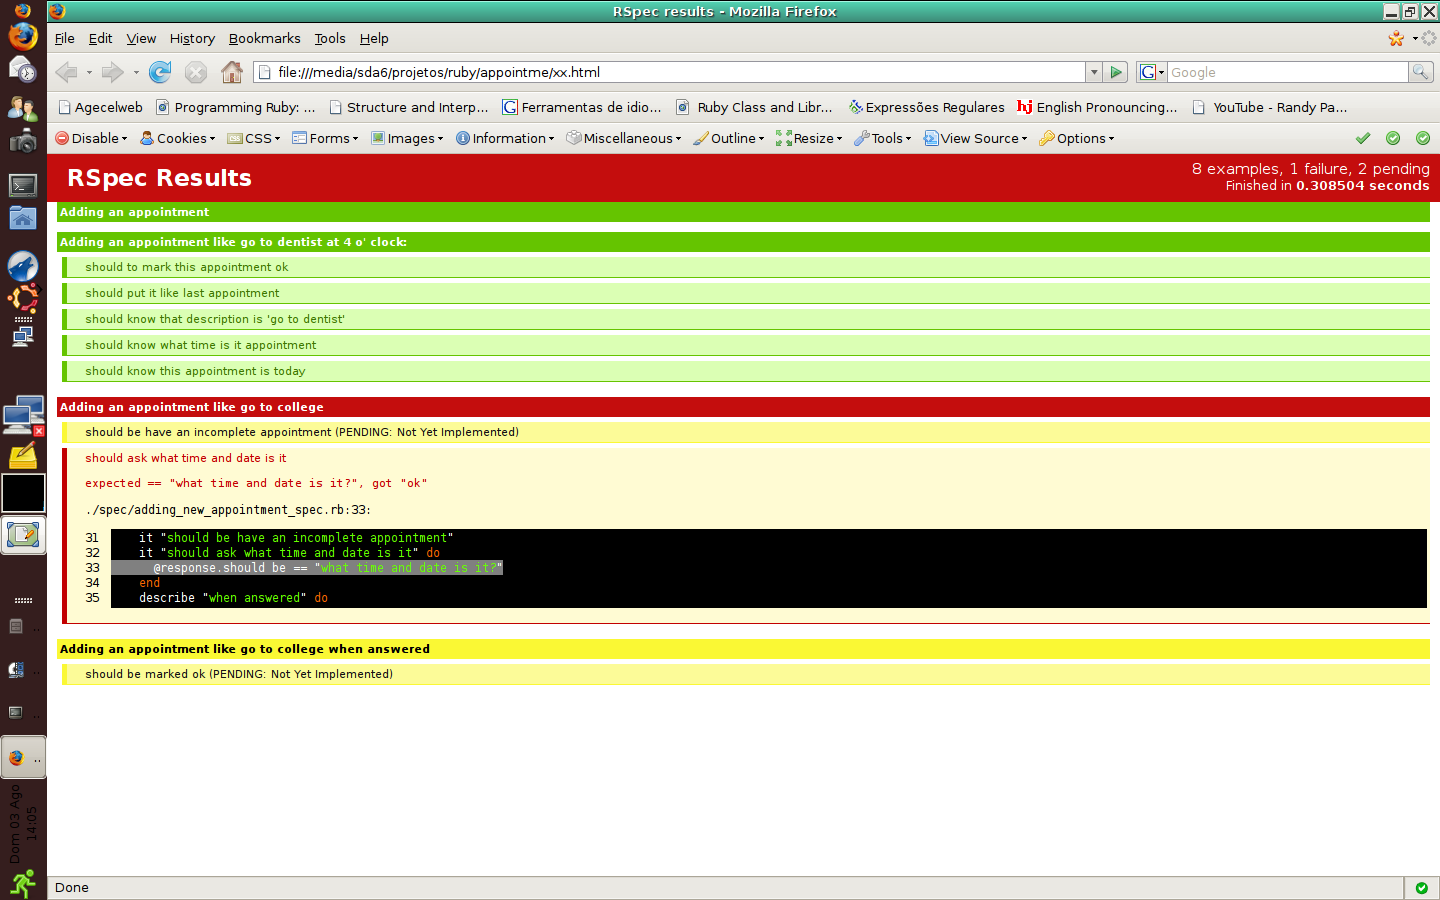 RSpec results - Mozilla Firefox
File Edit View History Bookmarks Tools Help
file:///media/sda6/projetos/ruby/appointme/xx.html
Google
Agecelweb Programming Ruby: ... Structure and Interp... Ferramentas de idio... Ruby Class and Libr... Expressões Regulares English Pronouncing... YouTube - Randy Pa...
Disable Cookies CSS Forms Images Information Miscellaneous Outline Resize Tools View Source Options
RSpec Results
8 examples, 1 failure, 2 pending
Finished in 0.308504 seconds
Adding an appointment
Adding an appointment like go to dentist at 4 o' clock:
should to mark this appointment ok
should put it like last appointment
should know that description is 'go to dentist'
should know what time is it appointment
should know this appointment is today
Adding an appointment like go to college
should be have an incomplete appointment (PENDING: Not Yet Implemented)
should ask what time and date is it
expected == "what time and date is it?", got "ok"
./spec/adding_new_appointment_spec.rb:33:
31 it "should be have an incomplete appointment"
32 it "should ask what time and date is it" do
33 @response.should be == "what time and date is it?"
34 end
35 describe "when answered" do
Adding an appointment like go to college when answered
should be marked ok (PENDING: Not Yet Implemented)
Dom 03 Ago
14:05
Done